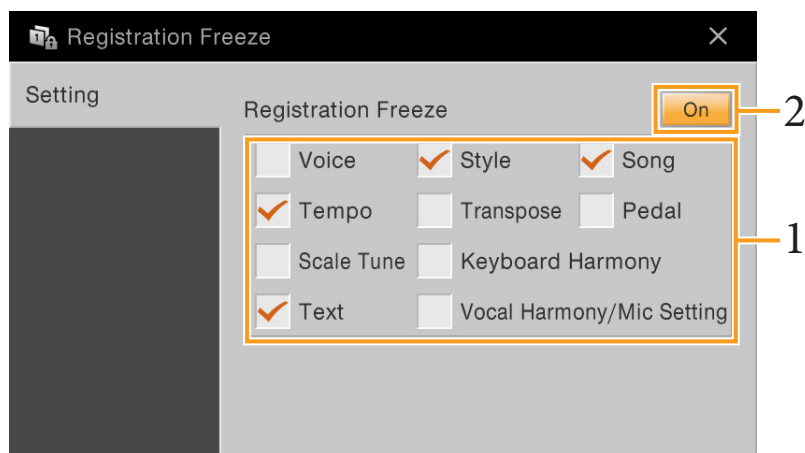 Registration Freeze
Setting
Registration Freeze On 2
Voice Style Song
Tempo Transpose Pedal
1
Scale Tune Keyboard Harmony
Text Vocal Harmony/Mic Setting